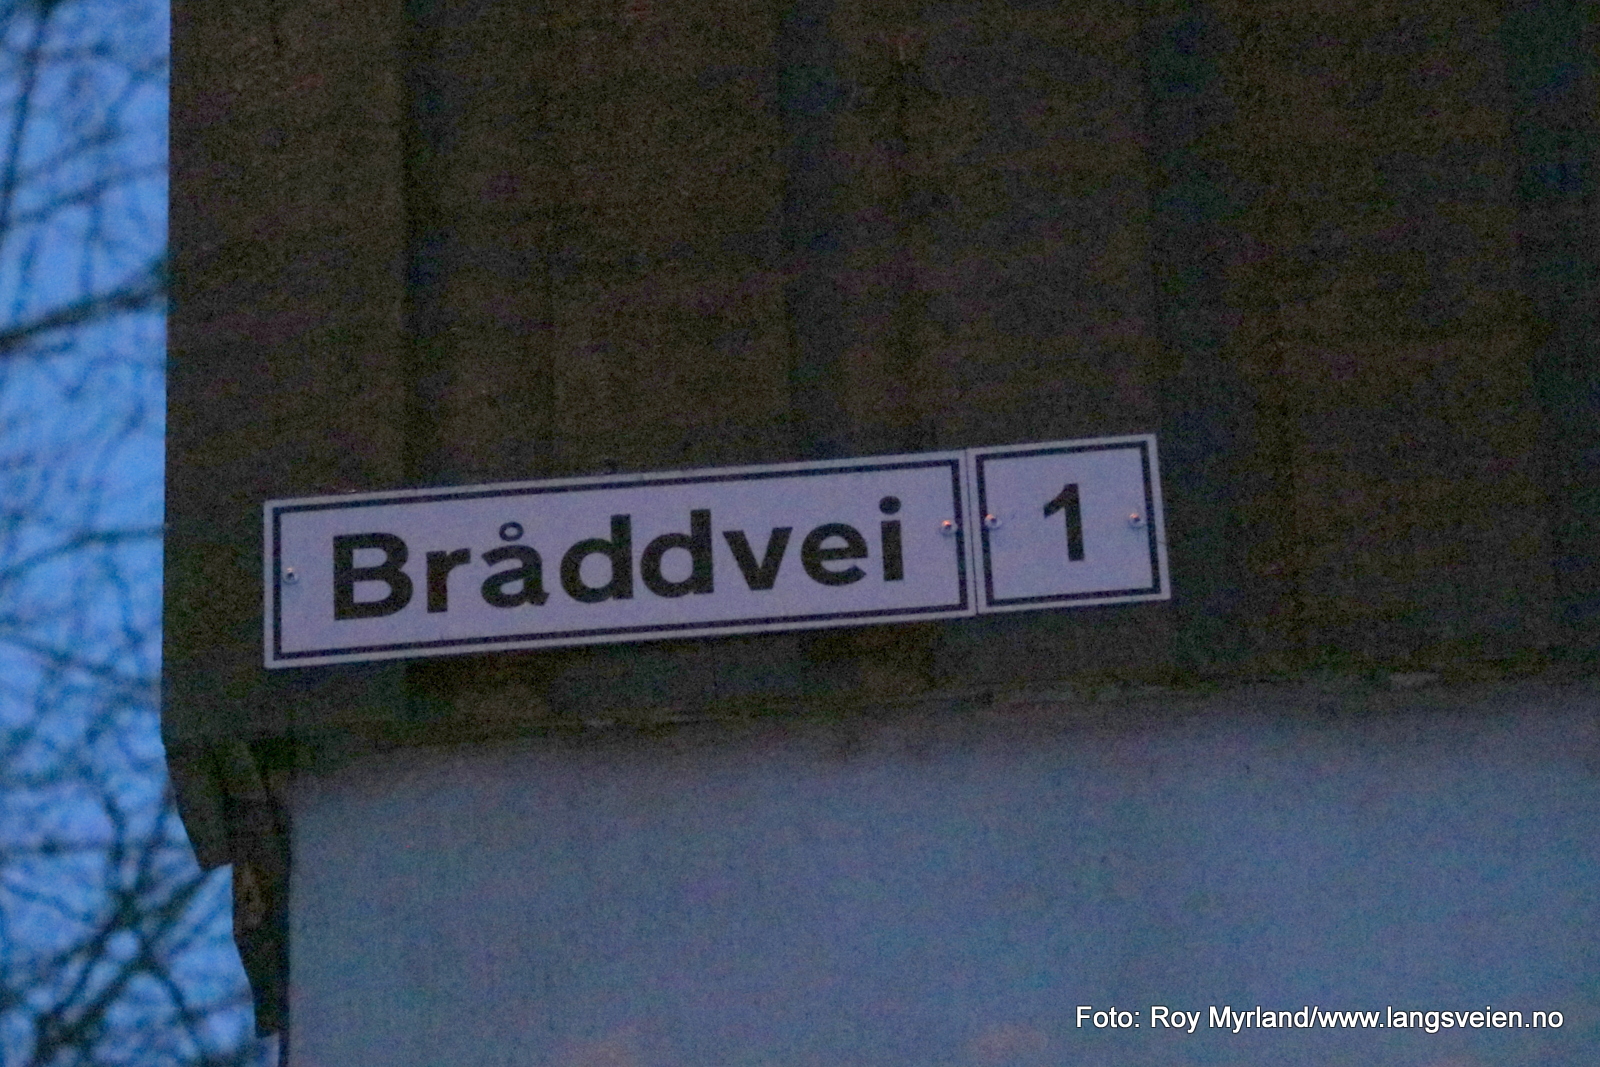 Bråddvei 1
Foto: Roy Myrland/www.langsveien.no